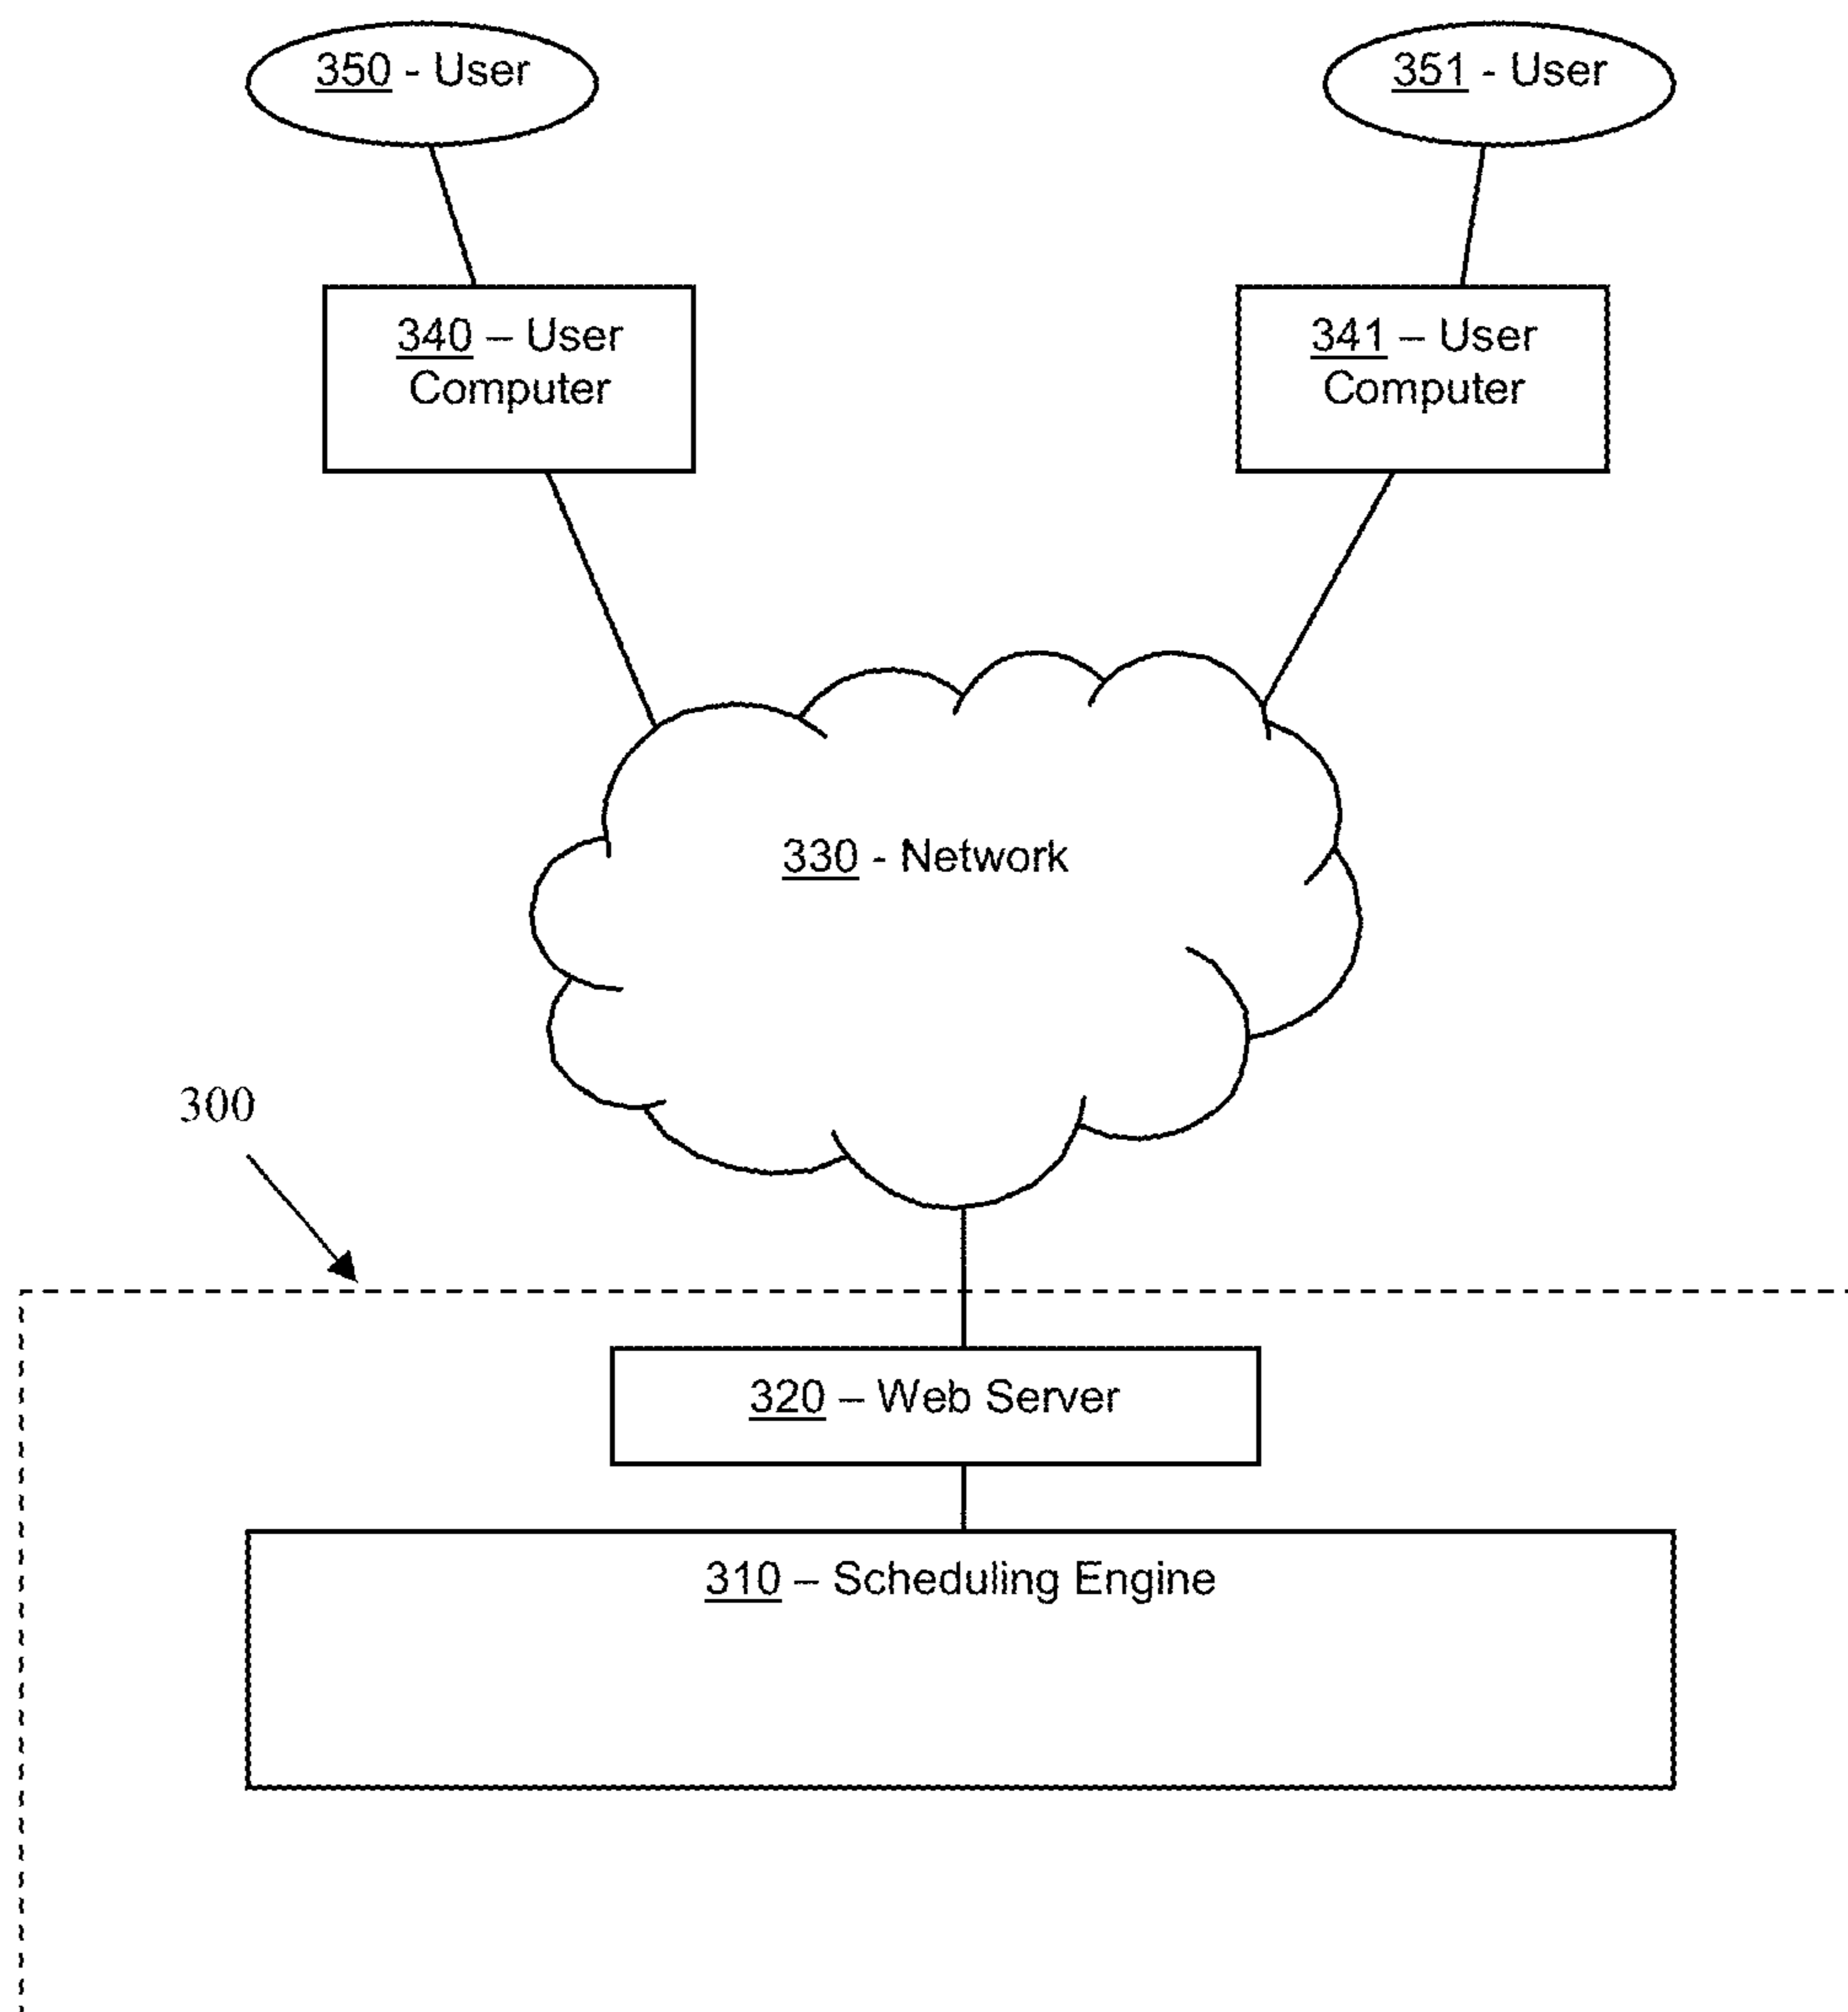 350 - User
351 - User
340 – User
Computer
341 – User
Computer
330 - Network
300
320 – Web Server
310 – Scheduling Engine